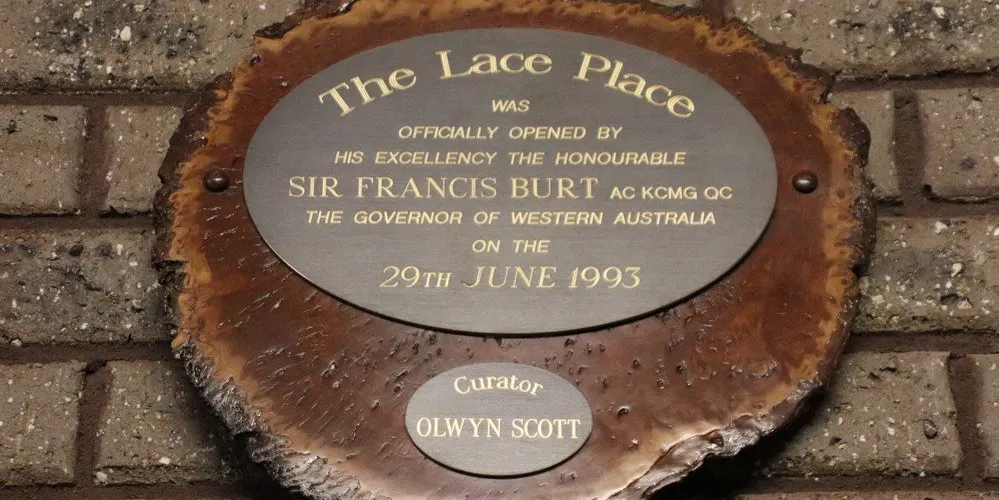 The Lace Place
WAS
OFFICIALLY OPENED BY
HIS EXCELLENCY THE HONOURABLE
SIR FRANCIS BURT AC KCMG QC
THE GOVERNOR OF WESTERN AUSTRALIA
ON THE
29TH JUNE 1993
Curator
OLWYN SCOTT